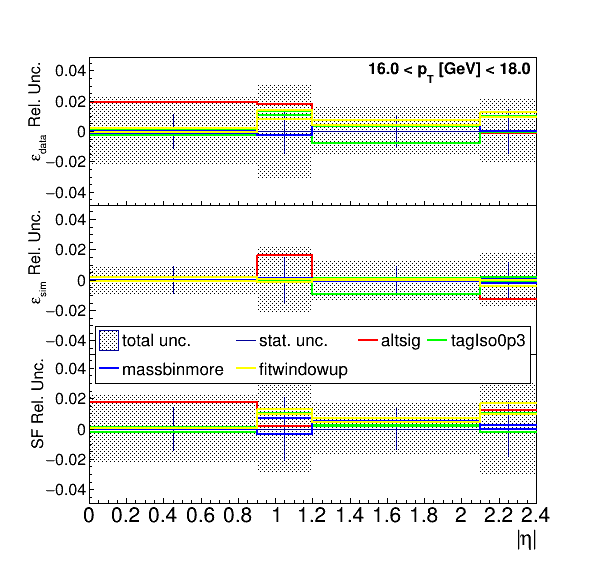 16.0 < p_T [GeV] < 18.0
ε_data Rel. Unc.
0.04
0.02
0
−0.02
−0.04
ε_sim Rel. Unc.
0.04
0.02
0
−0.02
−0.04
total unc. stat. unc. altsig tagIso0p3
massbinmore fitwindowup
SF Rel. Unc.
0.04
0.02
0
−0.02
−0.04
0 0.2 0.4 0.6 0.8 1 1.2 1.4 1.6 1.8 2 2.2 2.4
|η|